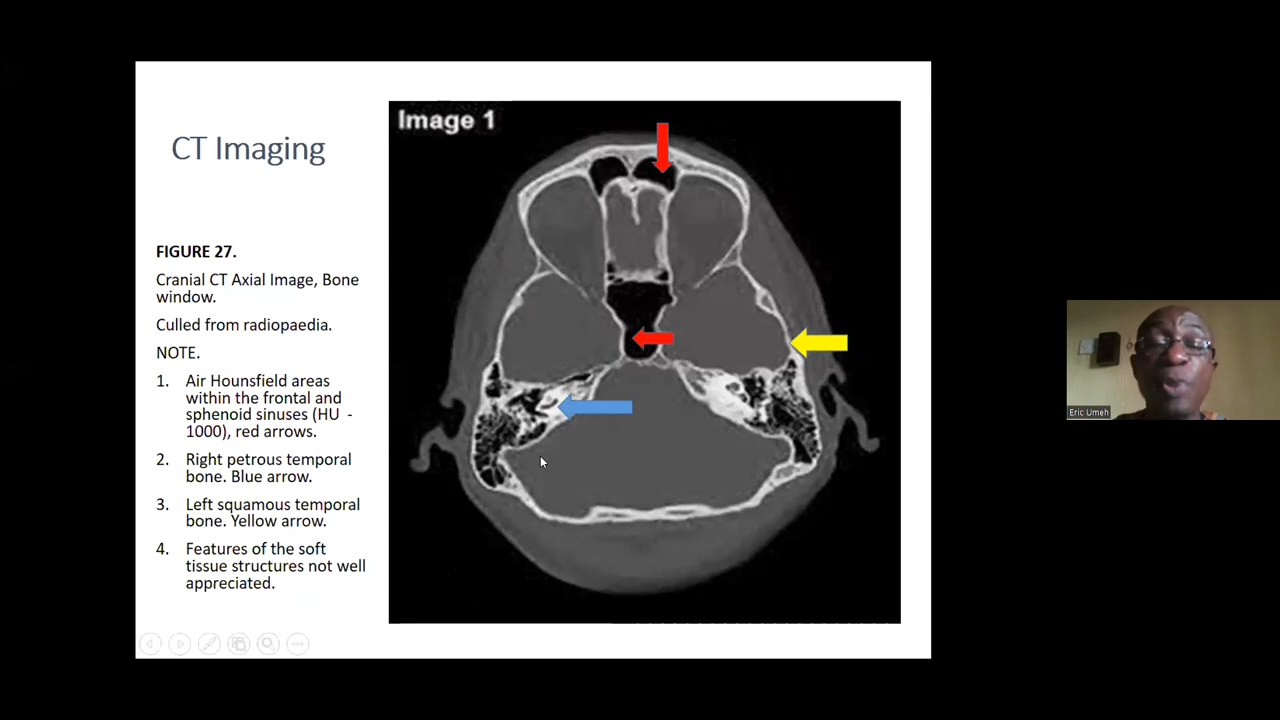 Image 1
CT Imaging
FIGURE 27.
Cranial CT Axial Image, Bone
window.
Culled from radiopaedia.
NOTE.
1. Air Hounsfield areas
within the frontal and
sphenoid sinuses (HU -
1000), red arrows.
2. Right petrous temporal
bone. Blue arrow.
3. Left squamous temporal
bone. Yellow arrow.
4. Features of the soft
tissue structures not well
appreciated.
Eric Umeh